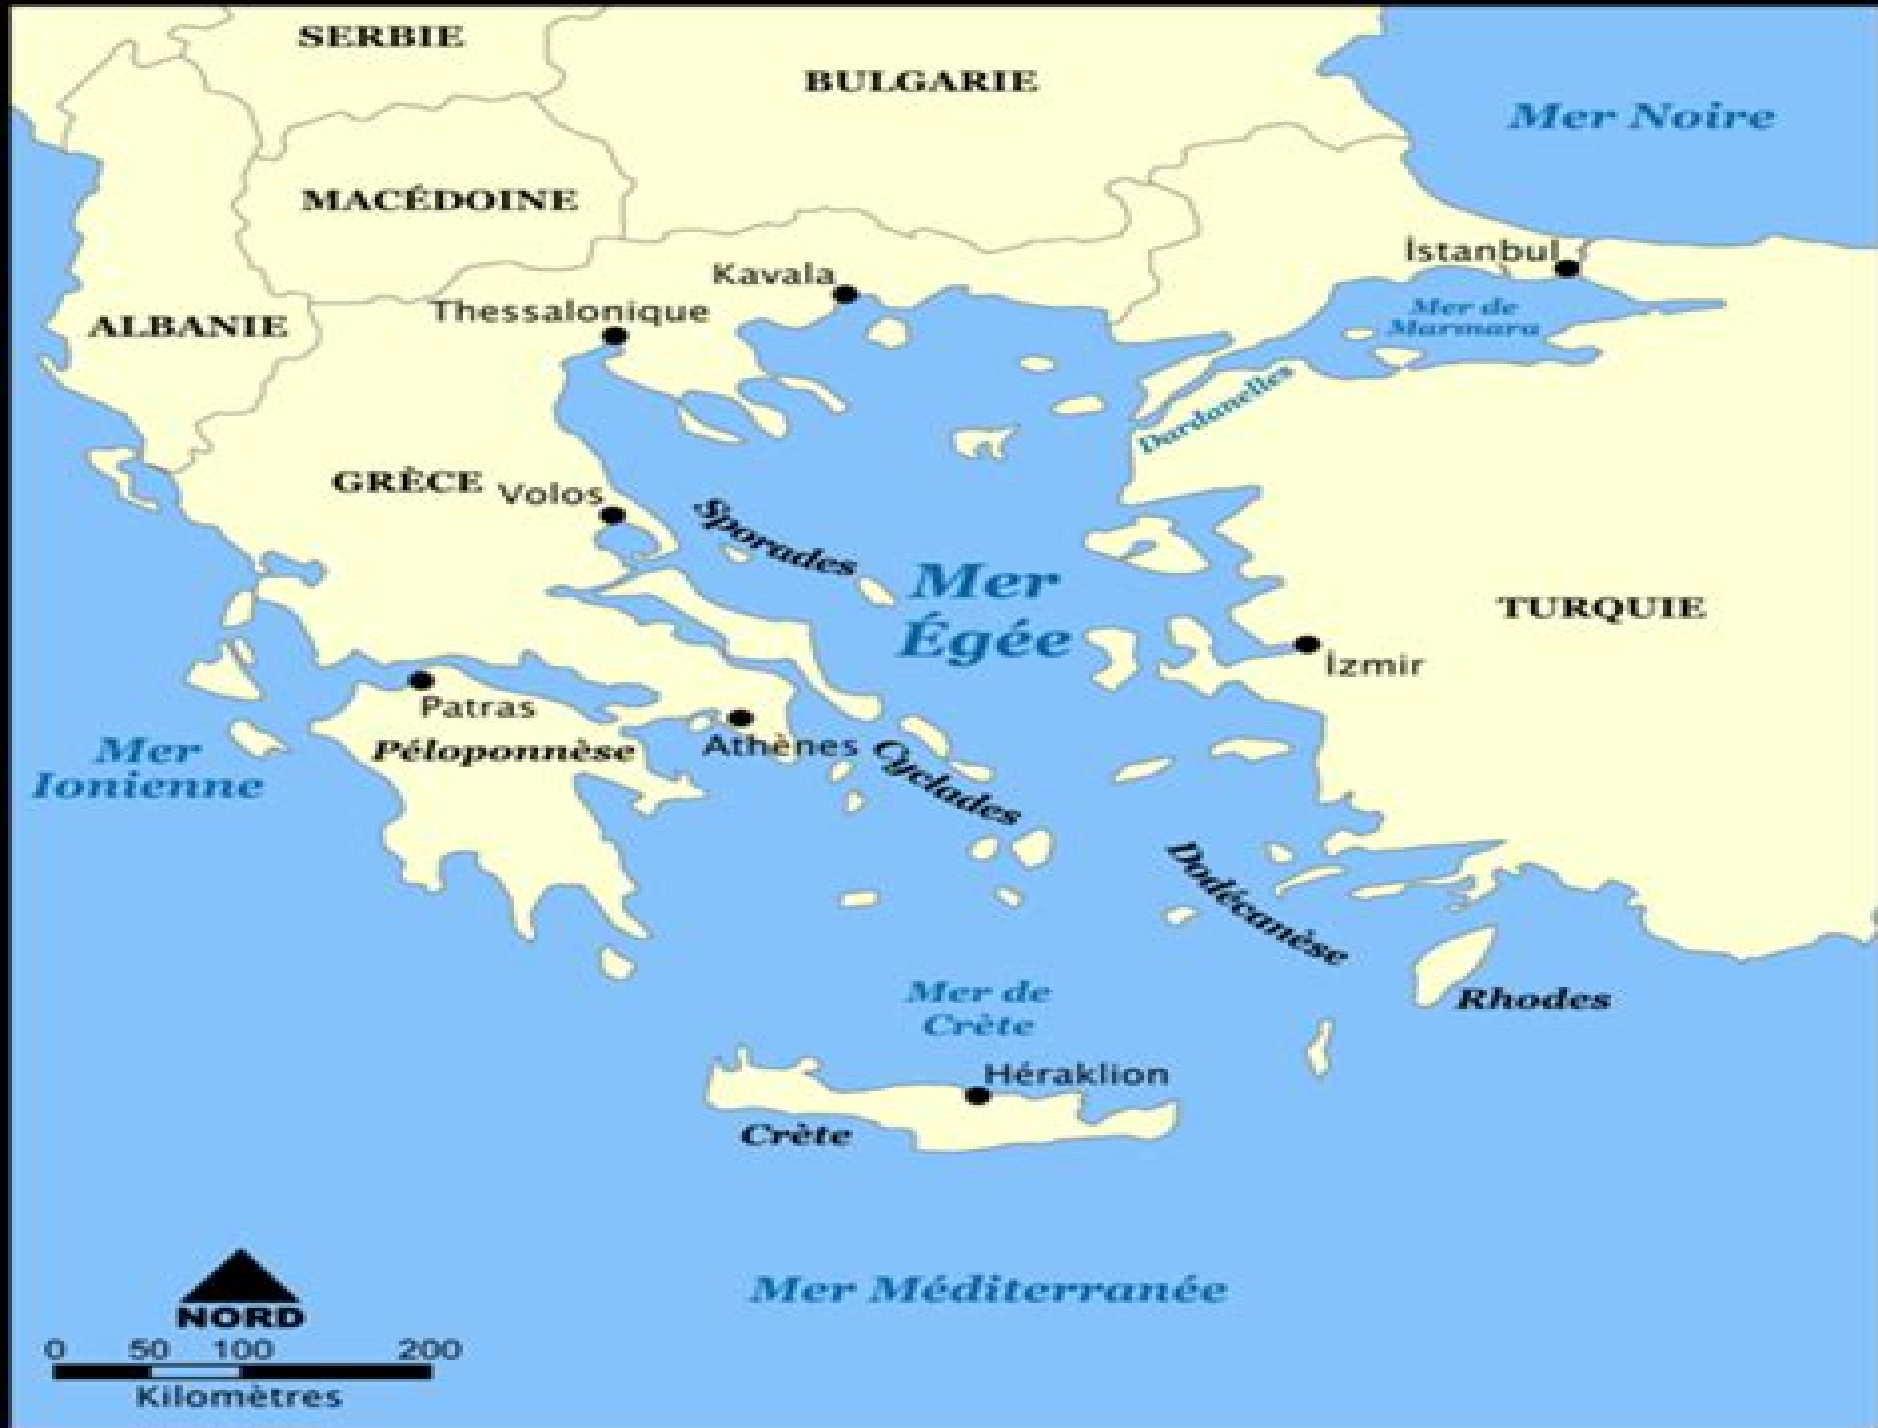 SERBIE
BULGARIE
Mer Noire
MACÉDOINE
İstanbul
Kavala
Mer de
Marmara
Thessalonique
ALBANIE
Dardanelles
GRÈCE
Volos
Sporades
Mer
Égée
TURQUIE
İzmir
Patras
Péloponnèse
Athènes
Mer
Ionienne
Cyclades
Dodécanèse
Mer de
Crète
Rhodes
Héraklion
Crète
Mer Méditerranée
NORD
0 50 100 200
Kilomètres